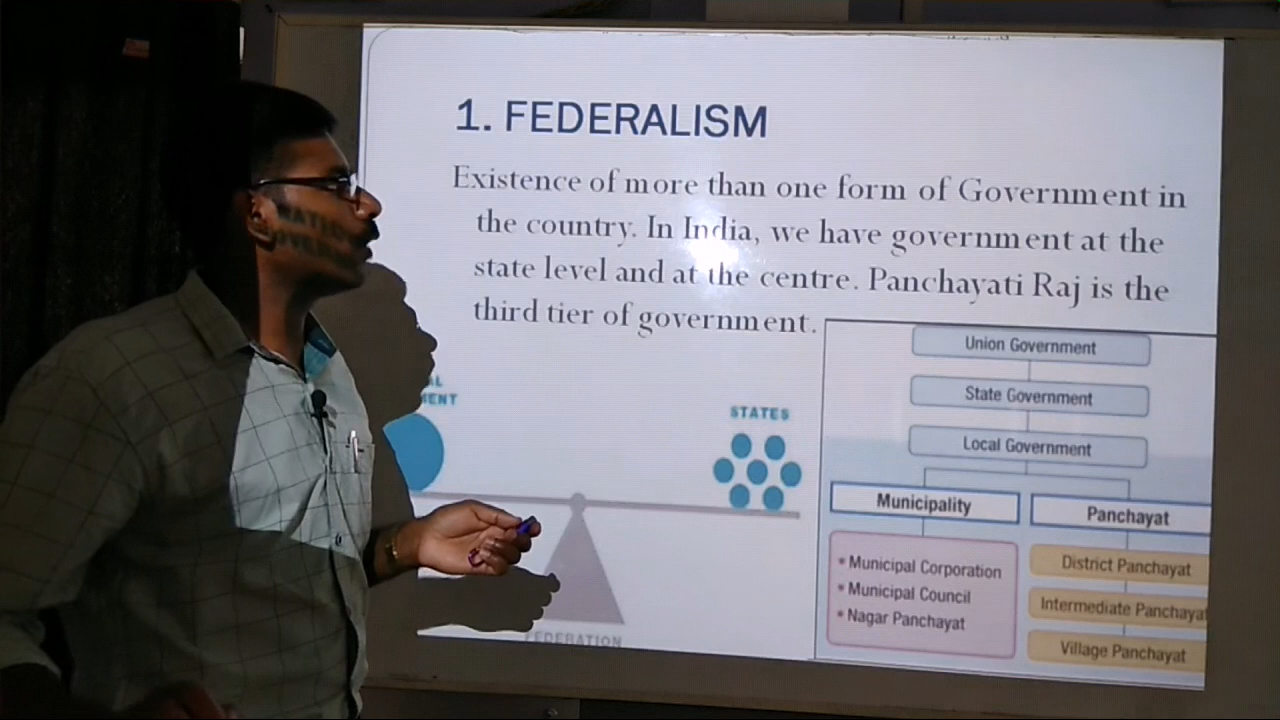 1. FEDERALISM
Existence of more than one form of Government in
the country. In India, we have government at the
state level and at the centre. Panchayati Raj is the
third tier of government.
STATES
FEDERATION
Union Government
State Government
Local Government
Municipality
Panchayat
• Municipal Corporation
• Municipal Council
• Nagar Panchayat
District Panchayat
Intermediate Panchayat
Village Panchayat